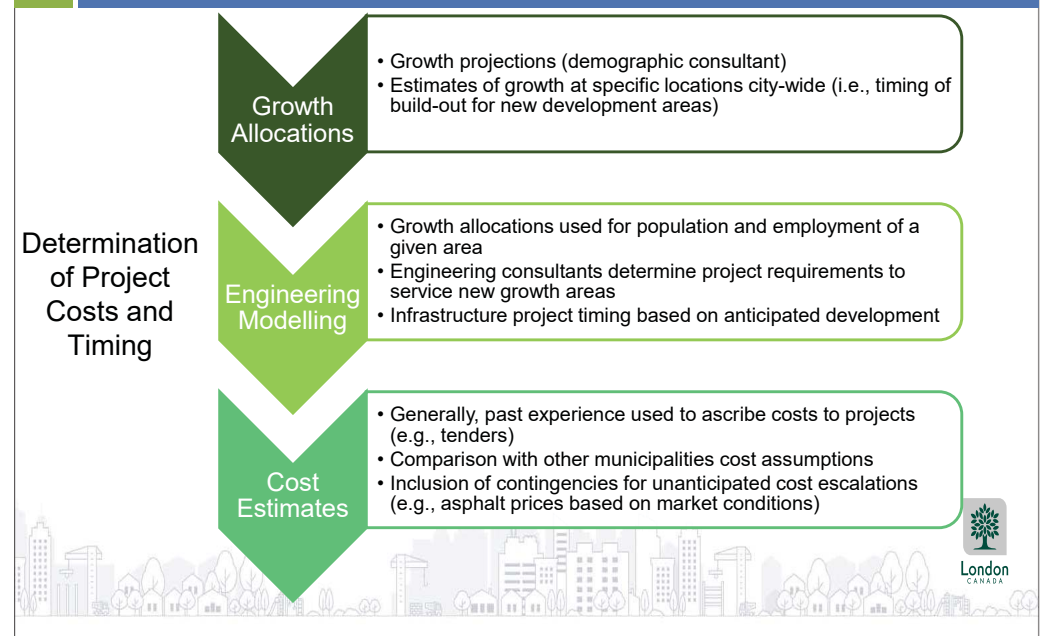 Determination
of Project
Costs and
Timing
Growth
Allocations
• Growth projections (demographic consultant)
• Estimates of growth at specific locations city-wide (i.e., timing of
build-out for new development areas)
Engineering
Modelling
• Growth allocations used for population and employment of a
given area
• Engineering consultants determine project requirements to
service new growth areas
• Infrastructure project timing based on anticipated development
Cost
Estimates
• Generally, past experience used to ascribe costs to projects
(e.g., tenders)
• Comparison with other municipalities cost assumptions
• Inclusion of contingencies for unanticipated cost escalations
(e.g., asphalt prices based on market conditions)
London
CANADA